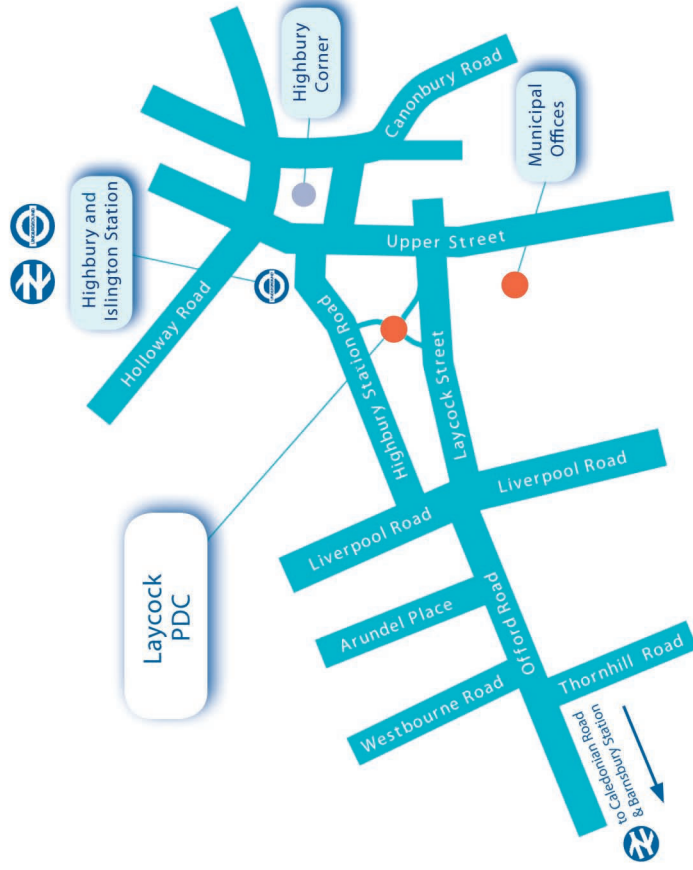 Highbury and
Islington Station
Highbury
Corner
Holloway Road
Canonbury Road
Municipal
Offices
Upper Street
Highbury Station Road
Laycock Street
Laycock
PDC
Liverpool Road
Liverpool Road
Arundel Place
Offord Road
Westbourne Road
Thornhill Road
to Caledonian Road
& Barnsbury Station